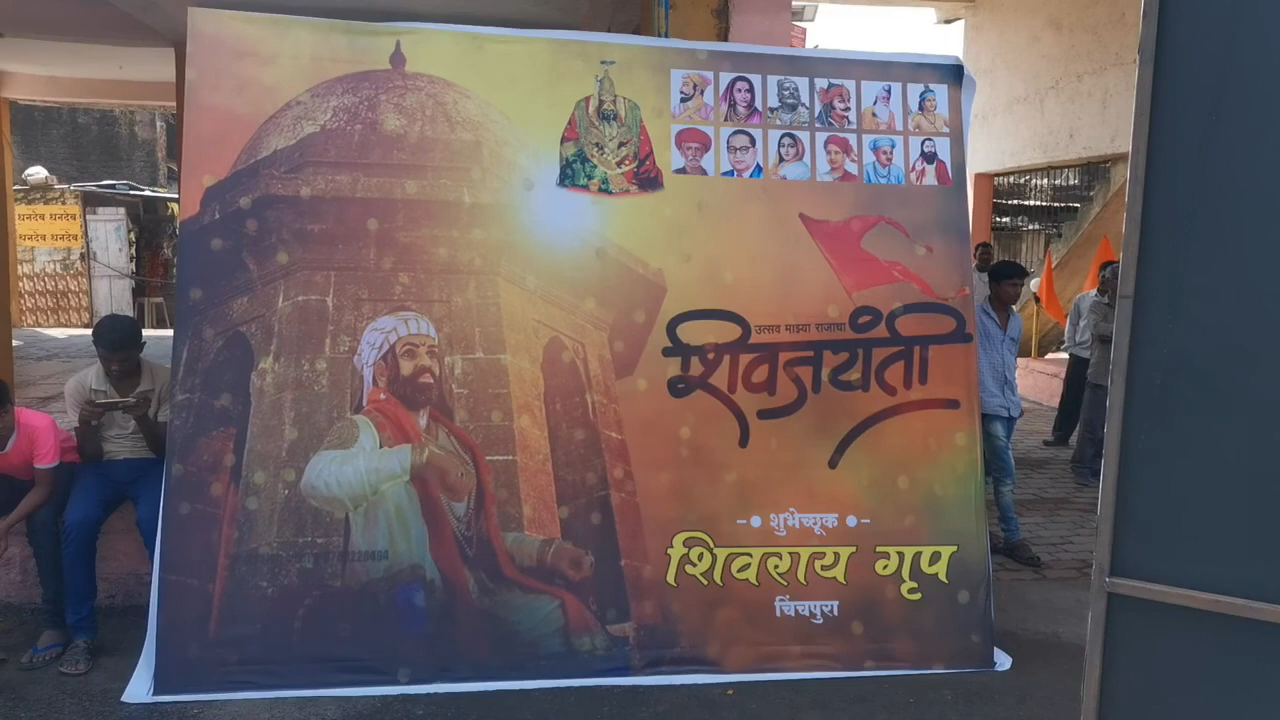 धनदेब धनदेब
धनदेब धनदेब
उत्सव माझ्या राजाचा
शिवजयंती
शुभेच्छूक
शिवराय गृप
चिंचपुरा